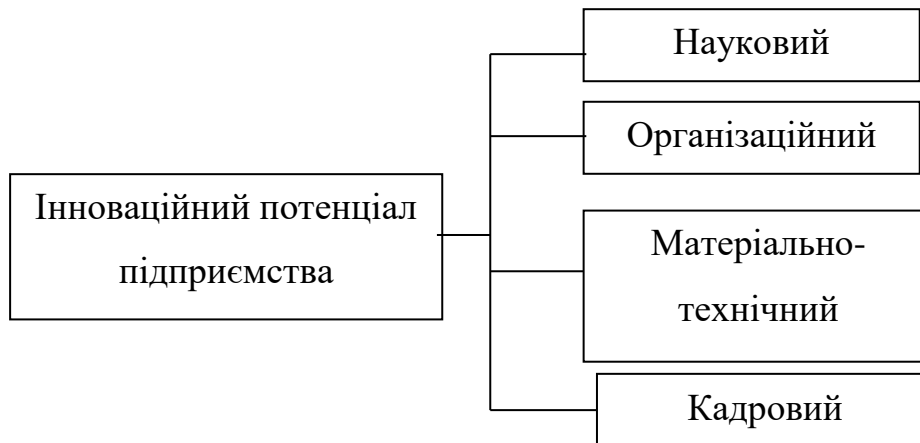 Науковий
Організаційний
Інноваційний потенціал
підприємства
Матеріально-
технічний
Кадровий